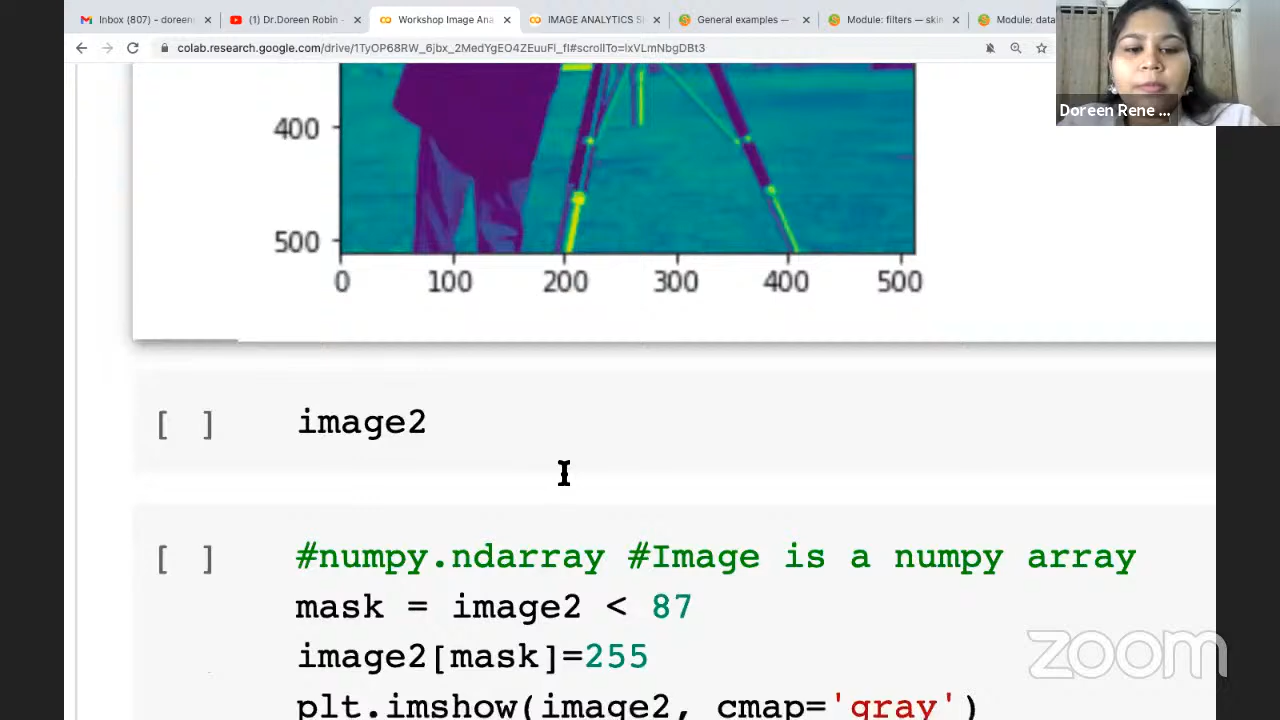 Inbox (807) - doreen
(1) Dr.Doreen Robin -
Workshop Image Ana
IMAGE ANALYTICS S
General examples —
Module: filters — skin
Module: data
colab.research.google.com/drive/1TyOP68RW_6jbx_2MedYgEO4ZEuuFl_fI#scrollTo=lxVLmNbgDBt3
Doreen Rene ...
400
500
0 100 200 300 400 500
[ ] image2
[ ] #numpy.ndarray #Image is a numpy array
mask = image2 < 87
image2[mask]=255
plt.imshow(image2, cmap='gray')
zoom